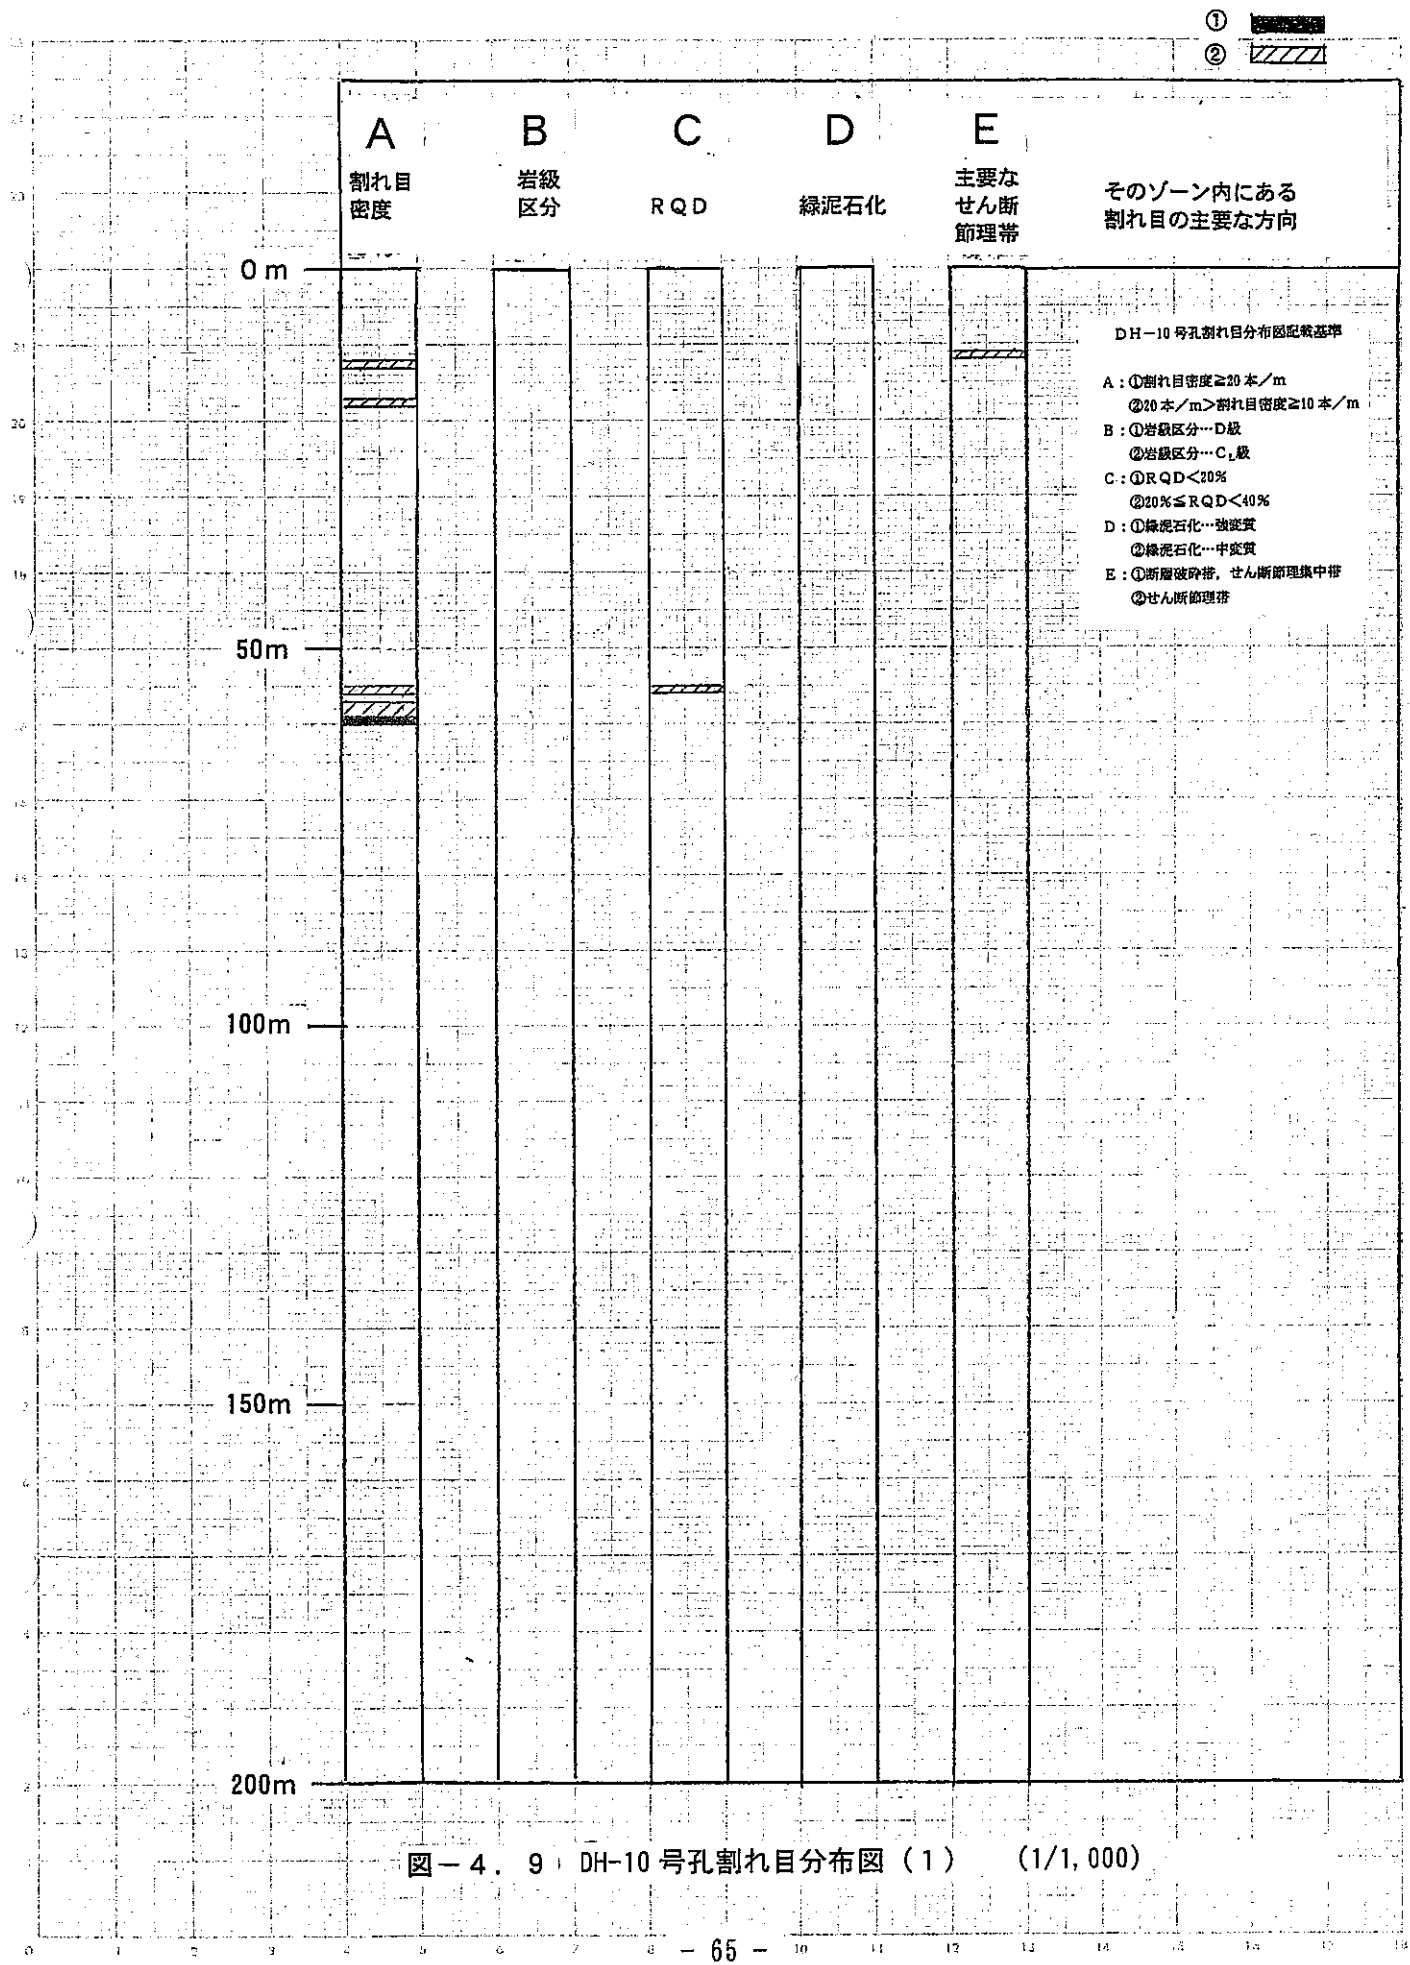 ①
②
A B C D E
割れ目
密度
岩級
区分
RQD
緑泥石化
主要な
せん断
節理帯
そのゾーン内にある
割れ目の主要な方向
0m
50m
100m
150m
200m
DH-10号孔割れ目分布図記載基準
A:①割れ目密度≧20本/m
②20本/m>割れ目密度≧10本/m
B:①岩級区分…D級
②岩級区分…CL級
C:①RQD<20%
②20%≦RQD<40%
D:①緑泥石化…強変質
②緑泥石化…中変質
E:①断層破砕帯,せん断節理集中帯
②せん断節理帯
図-4.9 DH-10号孔割れ目分布図(1) (1/1,000)
- 65 -